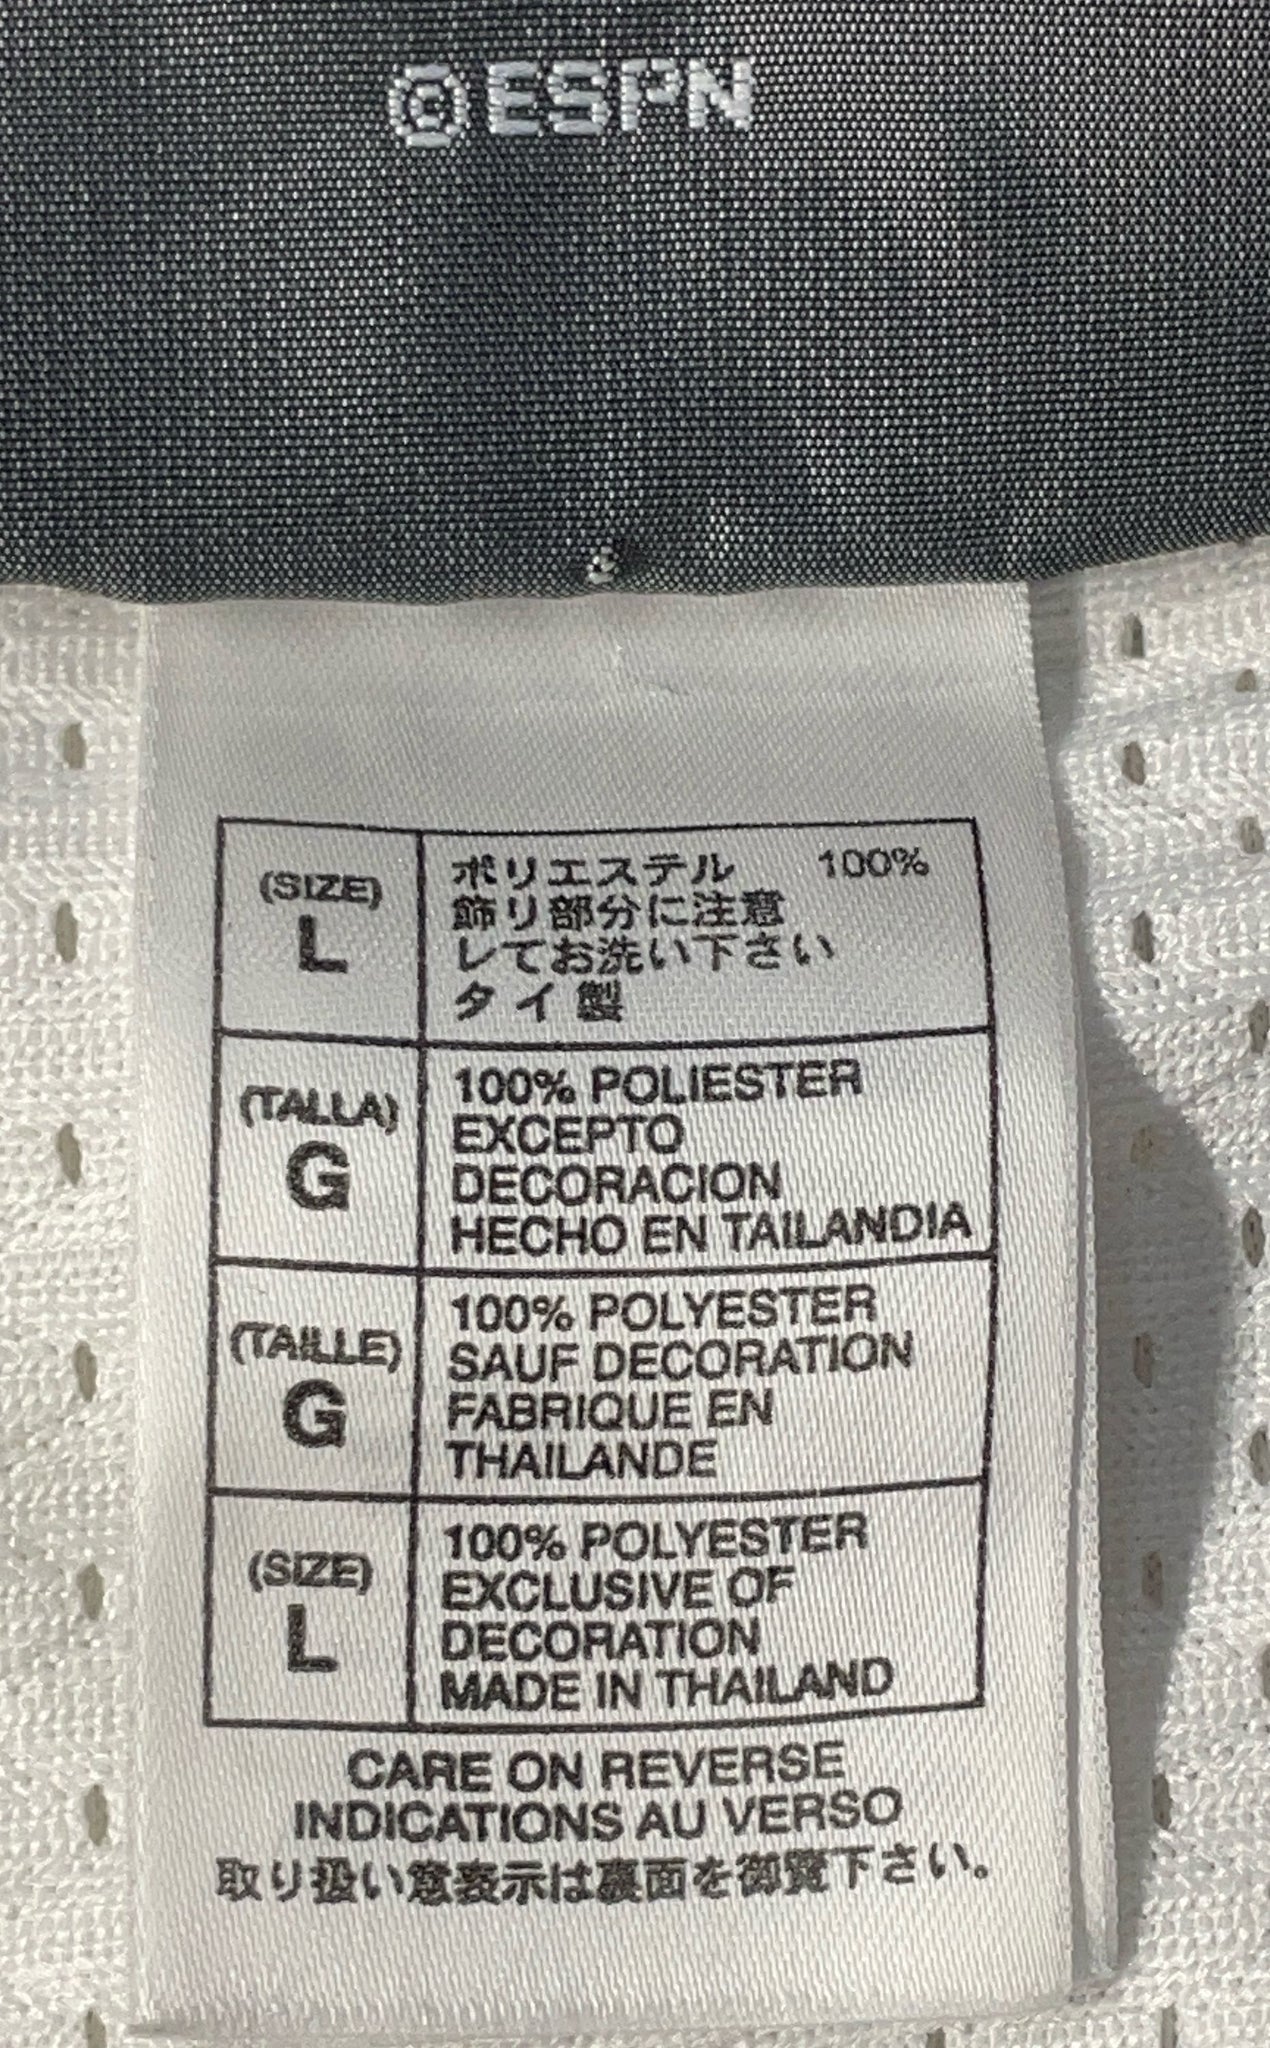 ©ESPN
(SIZE)
L
ポリエステル 100%
飾り部分に注意
してお洗い下さい
タイ製
(TALLA)
G
100% POLIESTER
EXCEPTO
DECORACION
HECHO EN TAILANDIA
(TAILLE)
G
100% POLYESTER
SAUF DECORATION
FABRIQUE EN
THAILANDE
(SIZE)
L
100% POLYESTER
EXCLUSIVE OF
DECORATION
MADE IN THAILAND
CARE ON REVERSE
INDICATIONS AU VERSO
取り扱い意表示は裏面を御覧下さい。